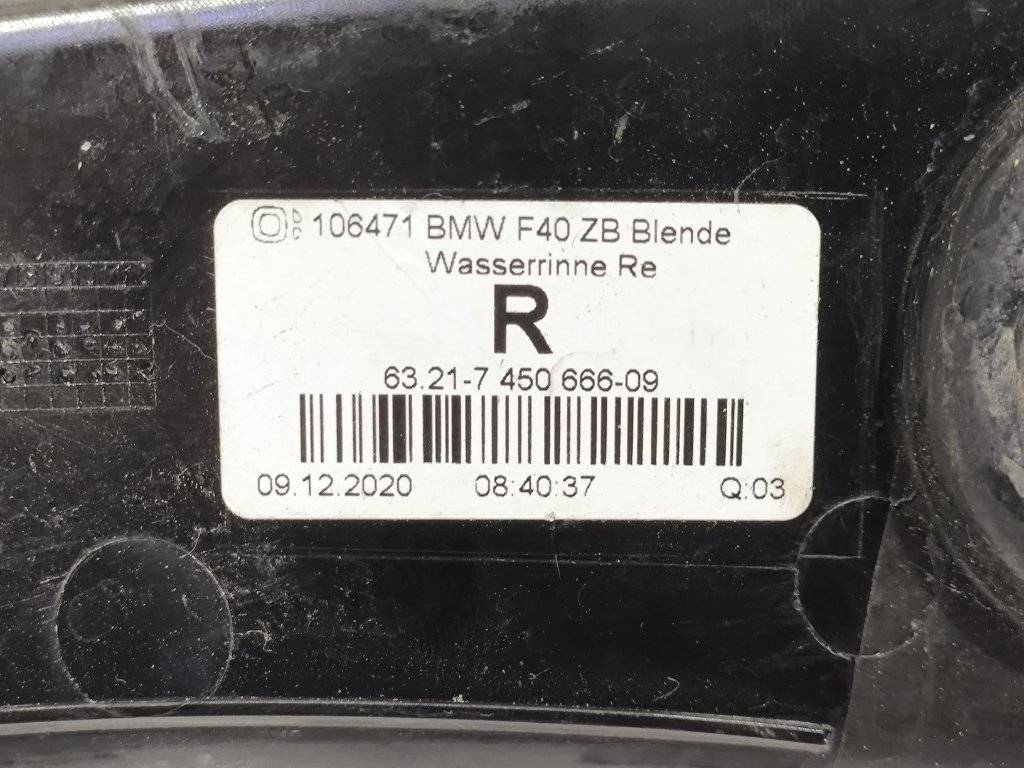 106471 BMW F40 ZB Blende
Wasserrinne Re
R
63.21-7 450 666-09
09.12.2020 08:40:37 Q:03